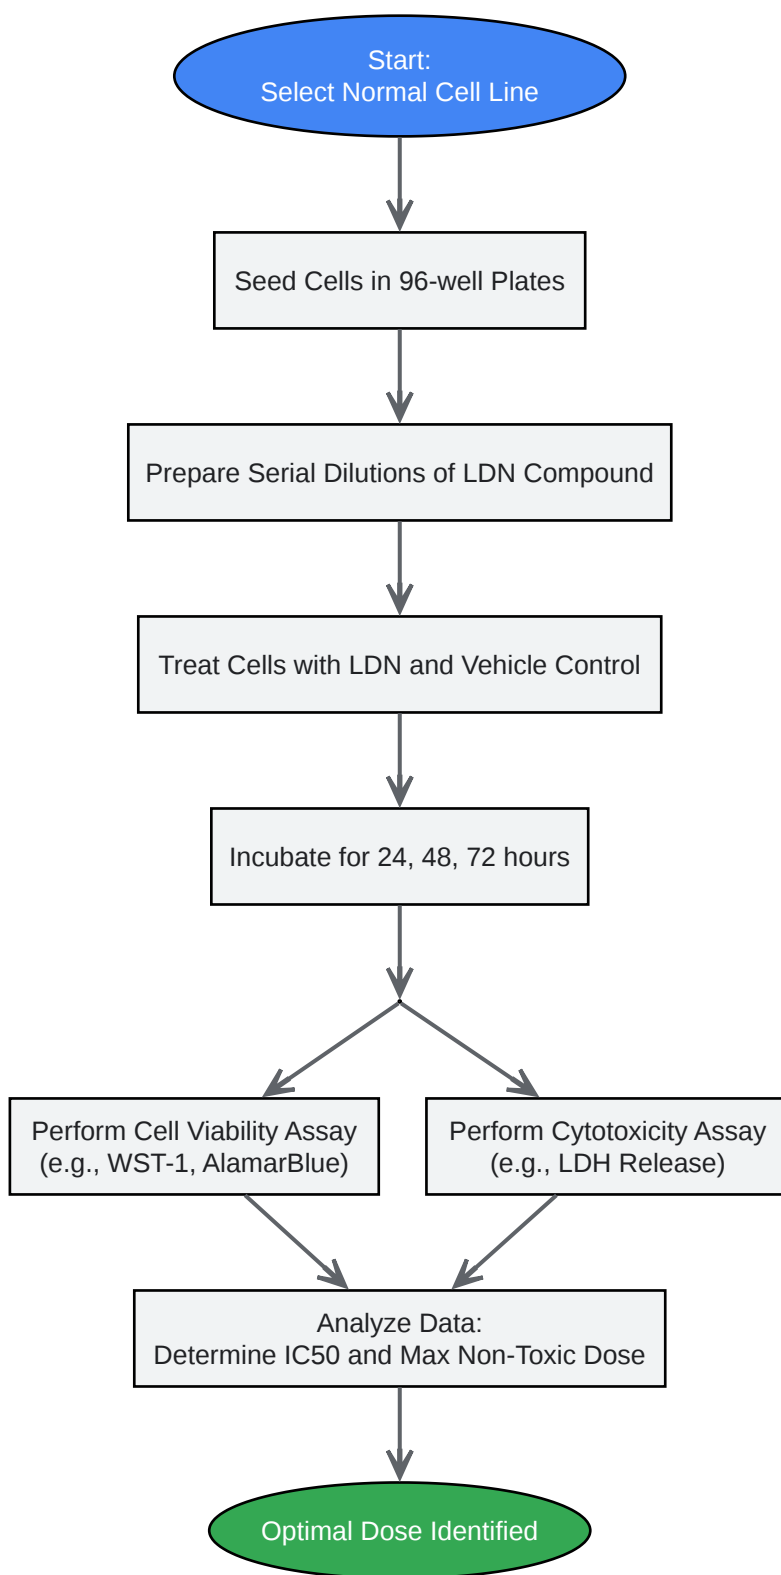 Start:
Select Normal Cell Line
Seed Cells in 96-well Plates
Prepare Serial Dilutions of LDN Compound
Treat Cells with LDN and Vehicle Control
Incubate for 24, 48, 72 hours
Perform Cell Viability Assay
(e.g., WST-1, AlamarBlue)
Perform Cytotoxicity Assay
(e.g., LDH Release)
Analyze Data:
Determine IC50 and Max Non-Toxic Dose
Optimal Dose Identified